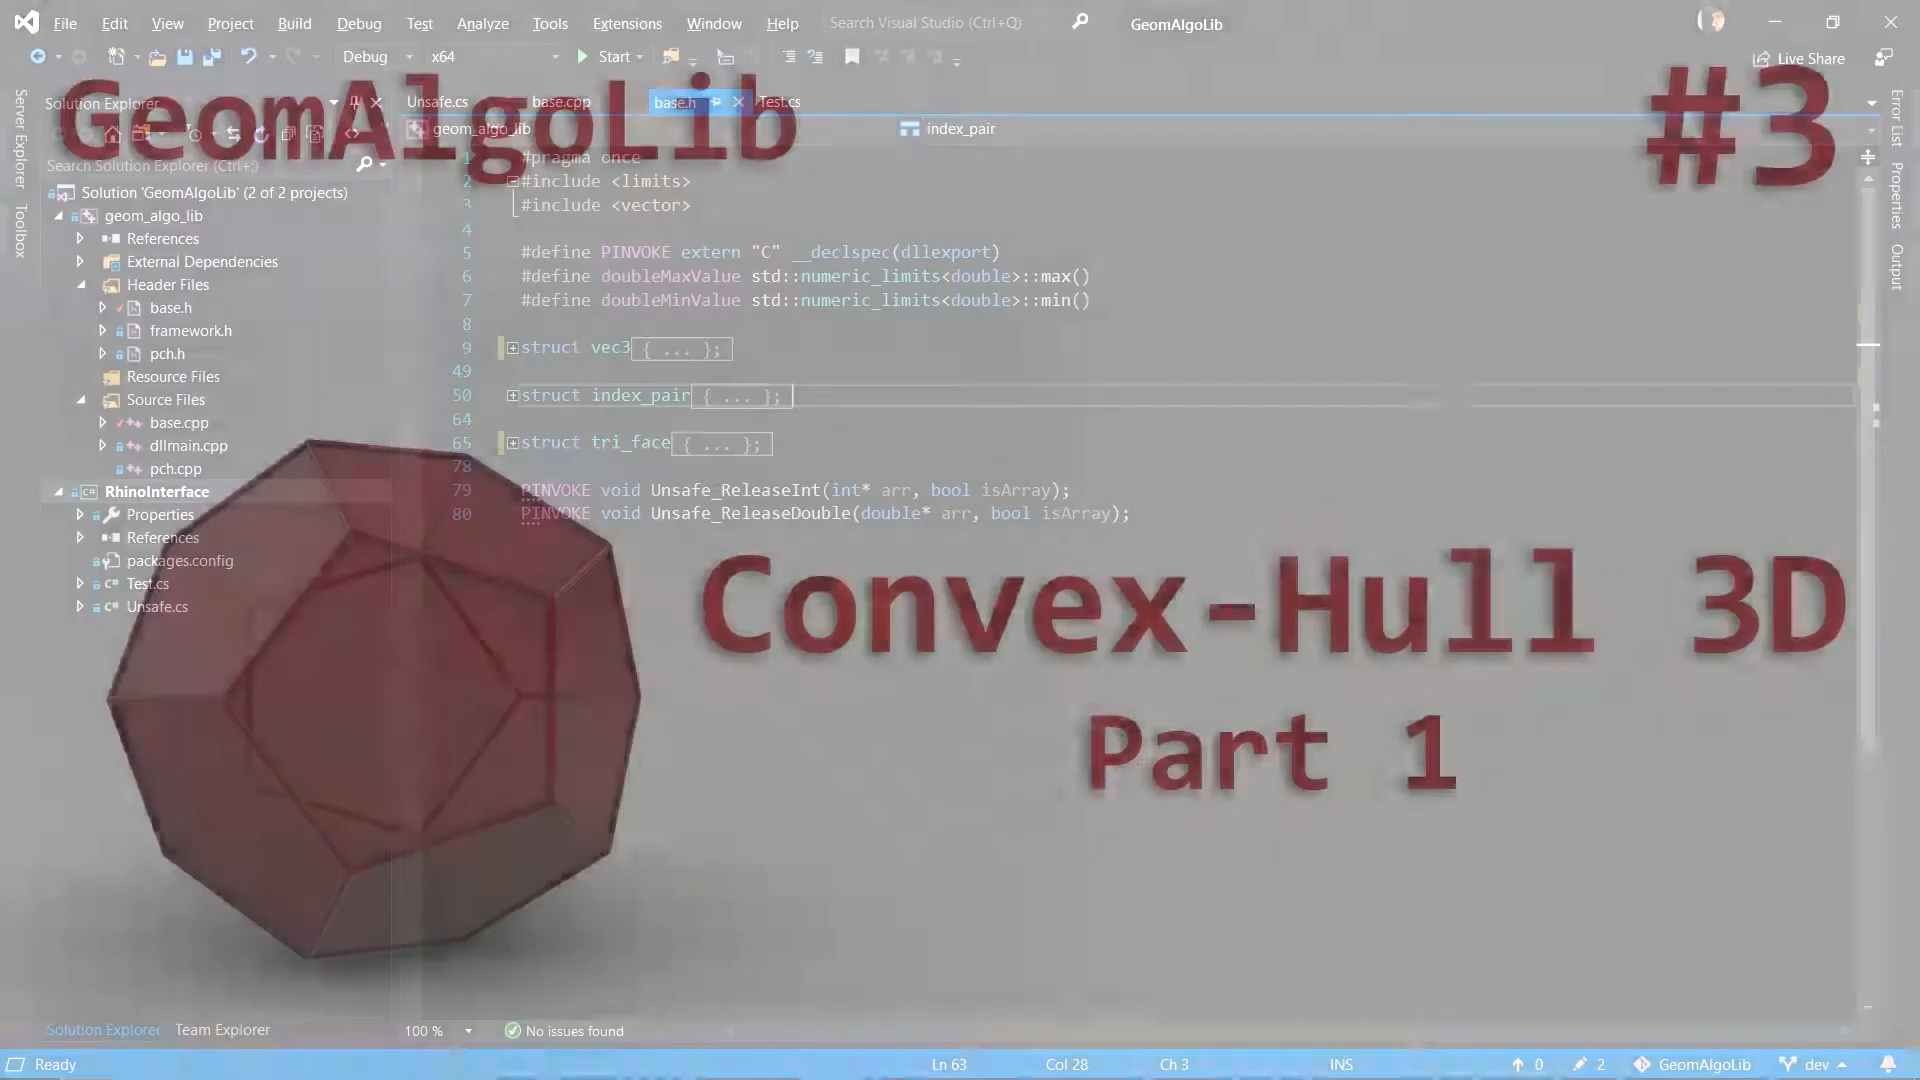 File Edit View Project Build Debug Test Analyze Tools Extensions Window Help Search Visual Studio (Ctrl+Q) GeomAlgoLib
Debug x64 Start Live Share
GeomAlgoLib #3
Server Explorer
Toolbox
Solution Explorer
Search Solution Explorer (Ctrl+;)
Solution 'GeomAlgoLib' (2 of 2 projects)
geom_algo_lib
References
External Dependencies
Header Files
base.h
framework.h
pch.h
Resource Files
Source Files
base.cpp
dllmain.cpp
pch.cpp
RhinoInterface
Properties
References
packages.config
Test.cs
Unsafe.cs
Solution Explorer Team Explorer
Unsafe.cs base.cpp base.h Test.cs
geom_algo_lib index_pair
1 #pragma once
2 #include <limits>
3 #include <vector>
4
5 #define PINVOKE extern "C" __declspec(dllexport)
6 #define doubleMaxValue std::numeric_limits<double>::max()
7 #define doubleMinValue std::numeric_limits<double>::min()
8
9 struct vec3 { ... };
49
50 struct index_pair { ... };
64
65 struct tri_face { ... };
78
79 PINVOKE void Unsafe_ReleaseInt(int* arr, bool isArray);
80 PINVOKE void Unsafe_ReleaseDouble(double* arr, bool isArray);
Convex-Hull 3D
Part 1
Error List
Properties
Output
100 % No issues found
Ready Ln 63 Col 28 Ch 3 INS 0 2 GeomAlgoLib dev